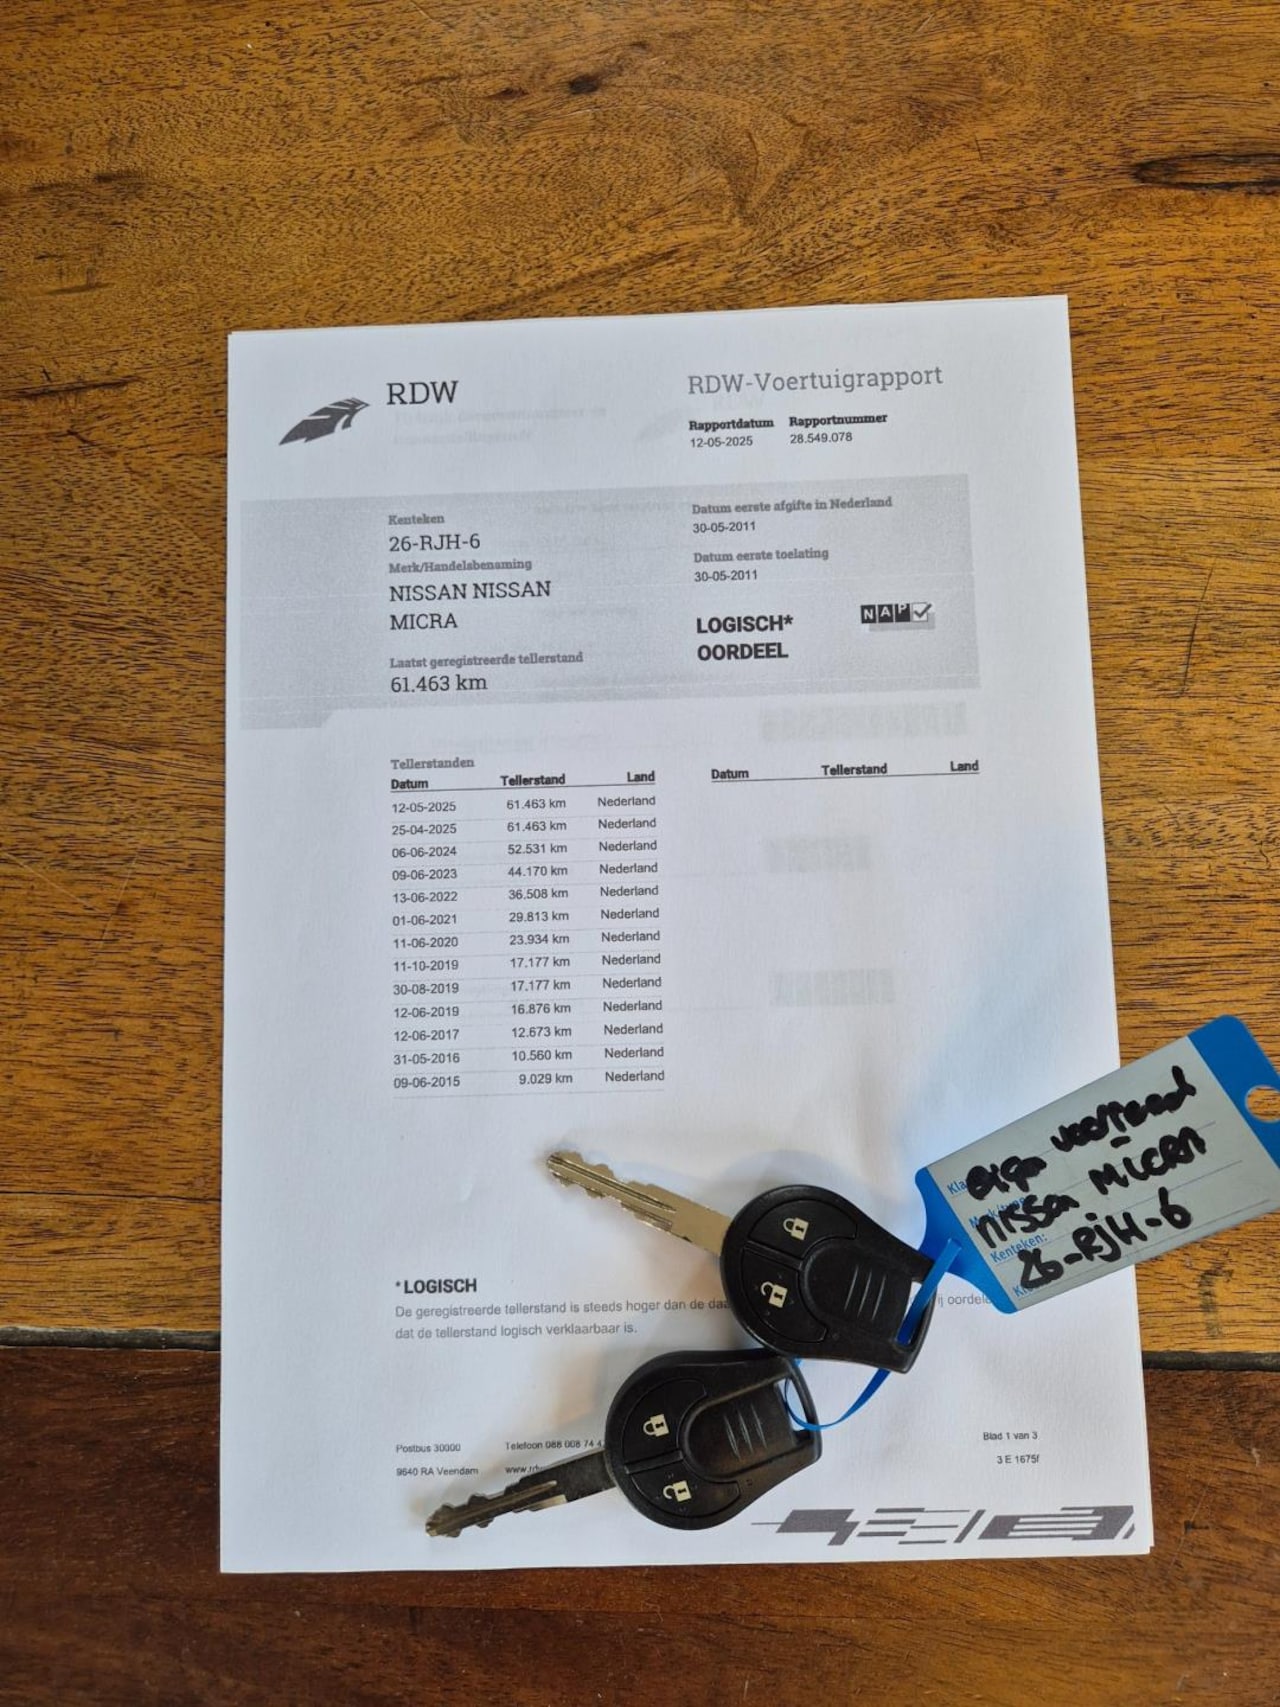 RDW
RDW-Voertuigrapport
Rapportdatum Rapportnummer
12-05-2025 28.549.078
Kenteken
26-RJH-6
Merk/Handelsbenaming
NISSAN NISSAN
MICRA
Laatst geregistreerde tellerstand
61.463 km
Datum eerste afgifte in Nederland
30-05-2011
Datum eerste toelating
30-05-2011
LOGISCH*
OORDEEL
NAP
Tellerstanden
Datum Tellerstand Land
12-05-2025 61.463 km Nederland
25-04-2025 61.463 km Nederland
06-06-2024 52.531 km Nederland
09-06-2023 44.170 km Nederland
13-06-2022 36.508 km Nederland
01-06-2021 29.813 km Nederland
11-06-2020 23.934 km Nederland
11-10-2019 17.177 km Nederland
30-08-2019 17.177 km Nederland
12-06-2019 16.876 km Nederland
12-06-2017 12.673 km Nederland
31-05-2016 10.560 km Nederland
09-06-2015 9.029 km Nederland
Datum Tellerstand Land
*LOGISCH
De geregistreerde tellerstand is steeds hoger dan de daa
dat de tellerstand logisch verklaarbaar is.
Postbus 30000 Telefoon 088 008 74 4
9640 RA Veendam www.rdw
Blad 1 van 3
3 E 1675f
Nissan MICRA
Kenteken:
26-RJH-6